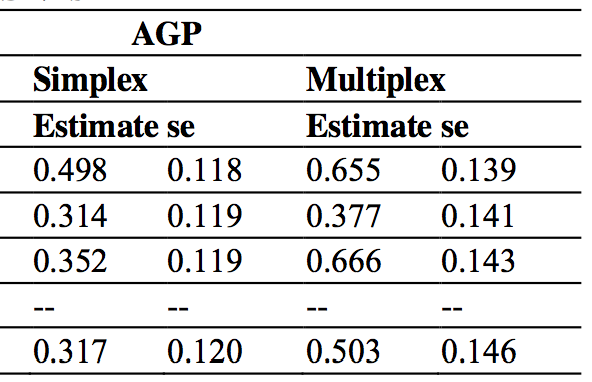 AGP
Simplex Multiplex
Estimate se Estimate se
0.498 0.118 0.655 0.139
0.314 0.119 0.377 0.141
0.352 0.119 0.666 0.143
-- -- -- --
0.317 0.120 0.503 0.146